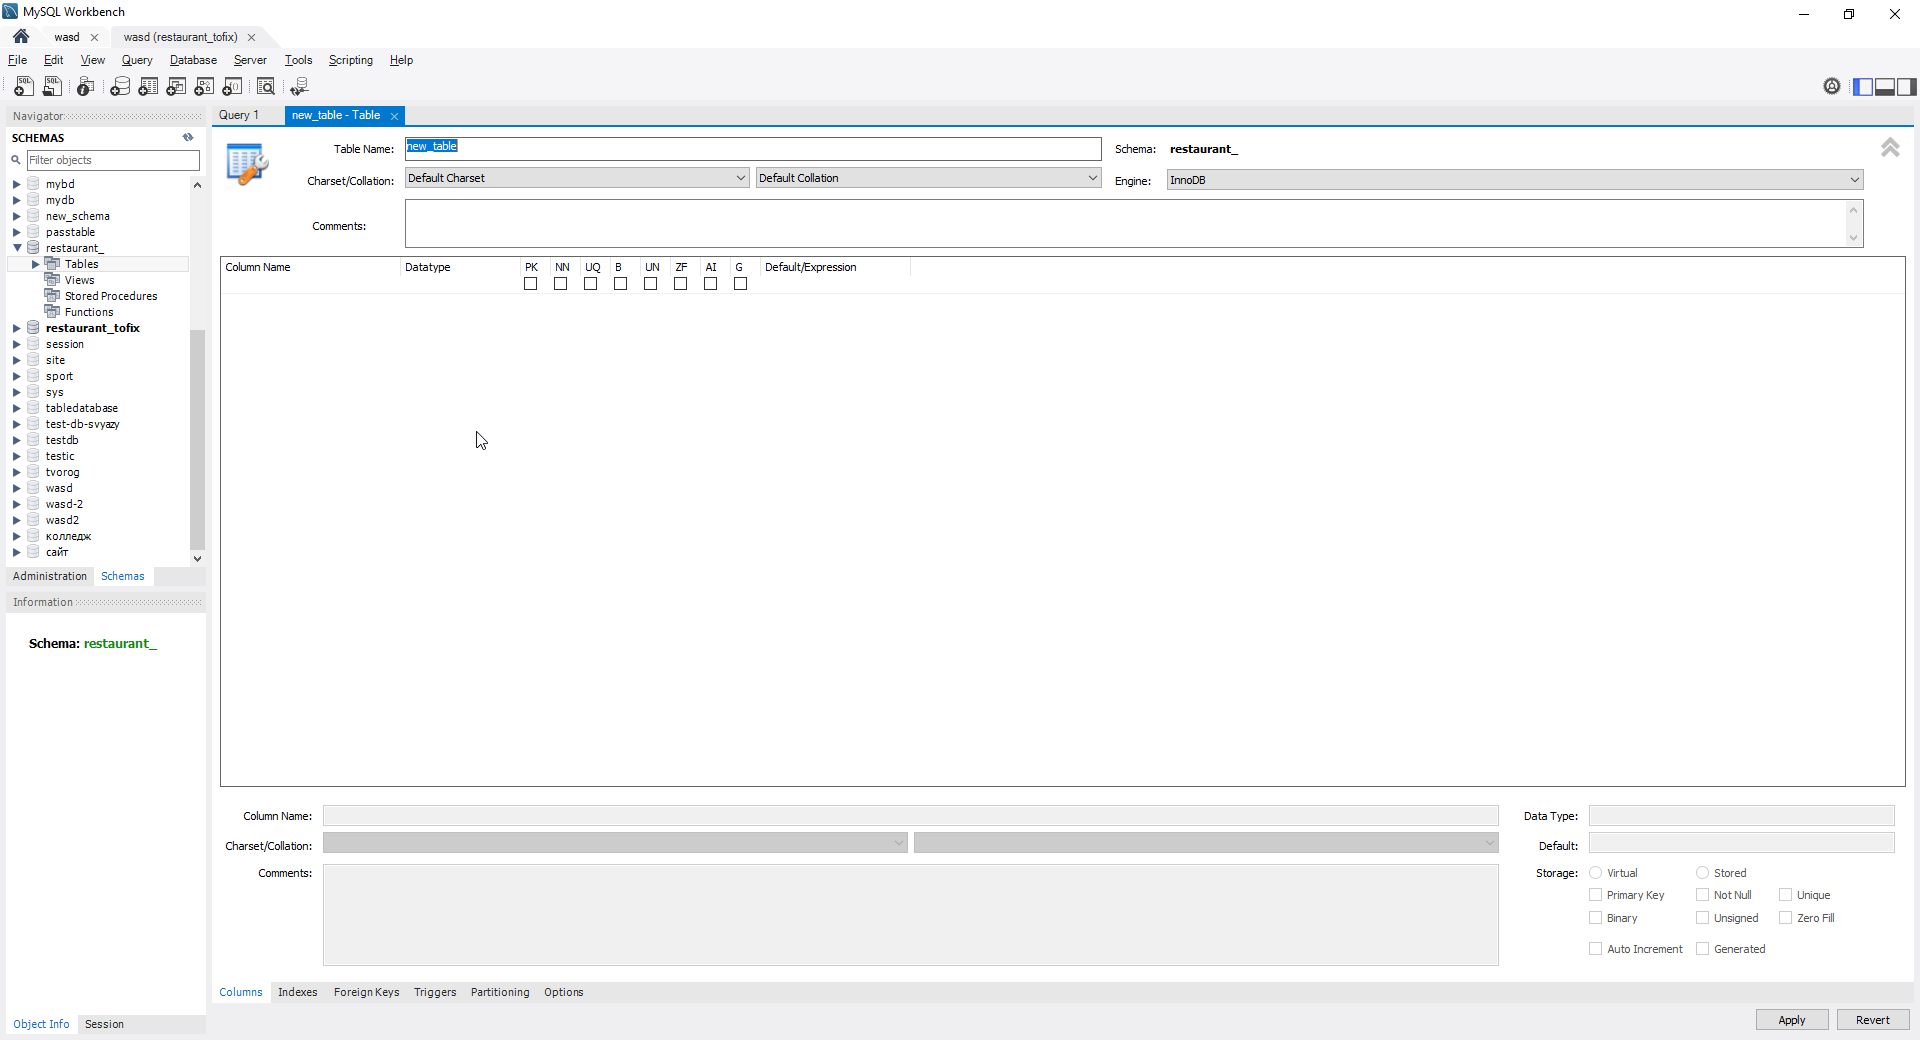 MySQL Workbench
wasd
wasd (restaurant_tofix)
File Edit View Query Database Server Tools Scripting Help
Navigator
SCHEMAS
Filter objects
mybd
mydb
new_schema
passtable
restaurant_
Tables
Views
Stored Procedures
Functions
restaurant_tofix
session
site
sport
sys
tabledatabase
test-db-svyazy
testdb
testic
tvorog
wasd
wasd-2
wasd2
колледж
сайт
Administration Schemas
Information
Schema: restaurant_
Object Info Session
Query 1
new_table - Table
Table Name: new_table Schema: restaurant_
Charset/Collation: Default Charset Default Collation Engine: InnoDB
Comments:
Column Name Datatype PK NN UQ B UN ZF AI G Default/Expression
Column Name: Data Type:
Charset/Collation: Default:
Comments: Storage: Virtual Stored
Primary Key Not Null Unique
Binary Unsigned Zero Fill
Auto Increment Generated
Columns Indexes Foreign Keys Triggers Partitioning Options
Apply Revert